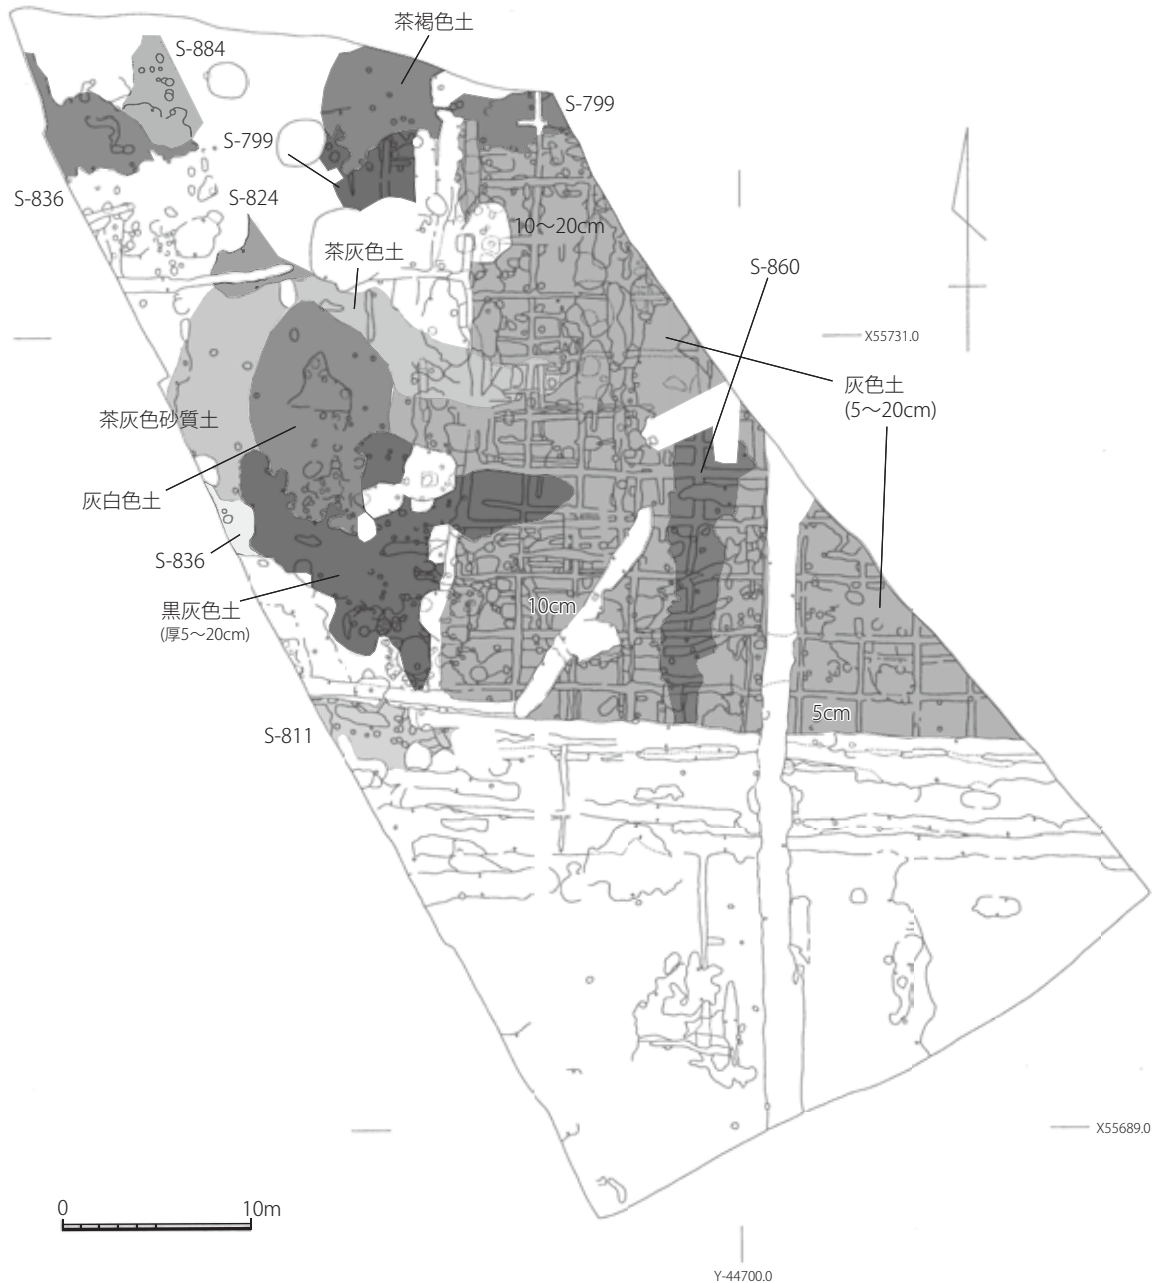 茶褐色土
S-884
S-799
S-799
S-836
S-824
10～20cm
茶灰色土
S-860
X55731.0
灰色土
(5～20cm)
茶灰色砂質土
灰白色土
S-836
黒灰色土
(厚5～20cm)
10cm
5cm
S-811
X55689.0
0
10m
Y-44700.0